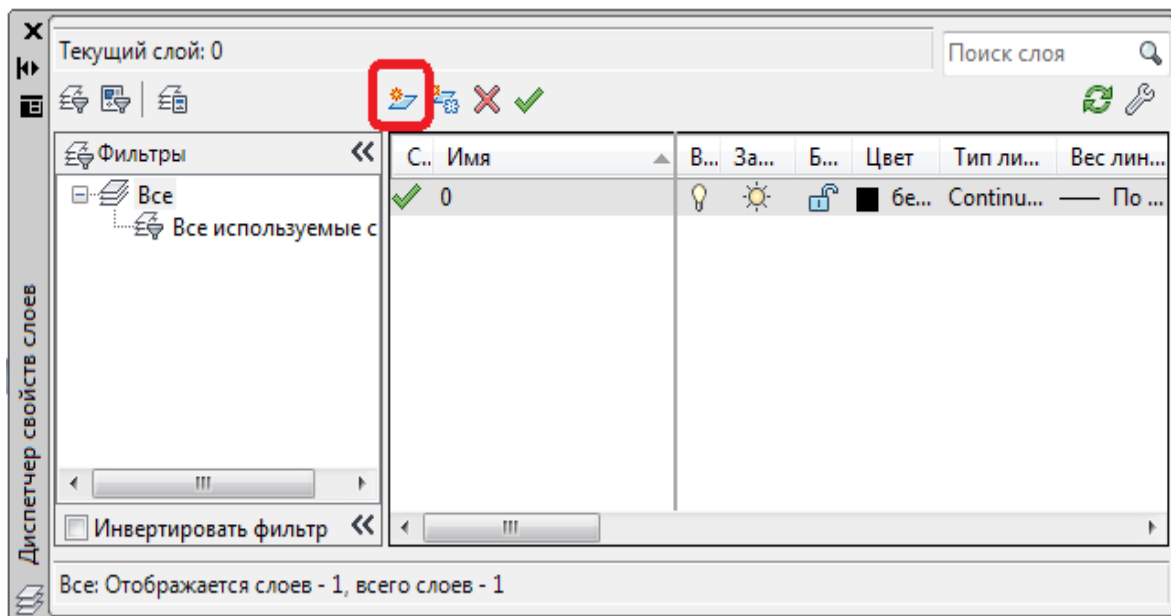 Текущий слой: 0
Поиск слоя
Фильтры
С.. Имя В... За... Б... Цвет Тип ли... Вес лин...
Все
0 бе... Continu... По ...
Все используемые с
Инвертировать фильтр
Все: Отображается слоев - 1, всего слоев - 1
Диспетчер свойств слоев